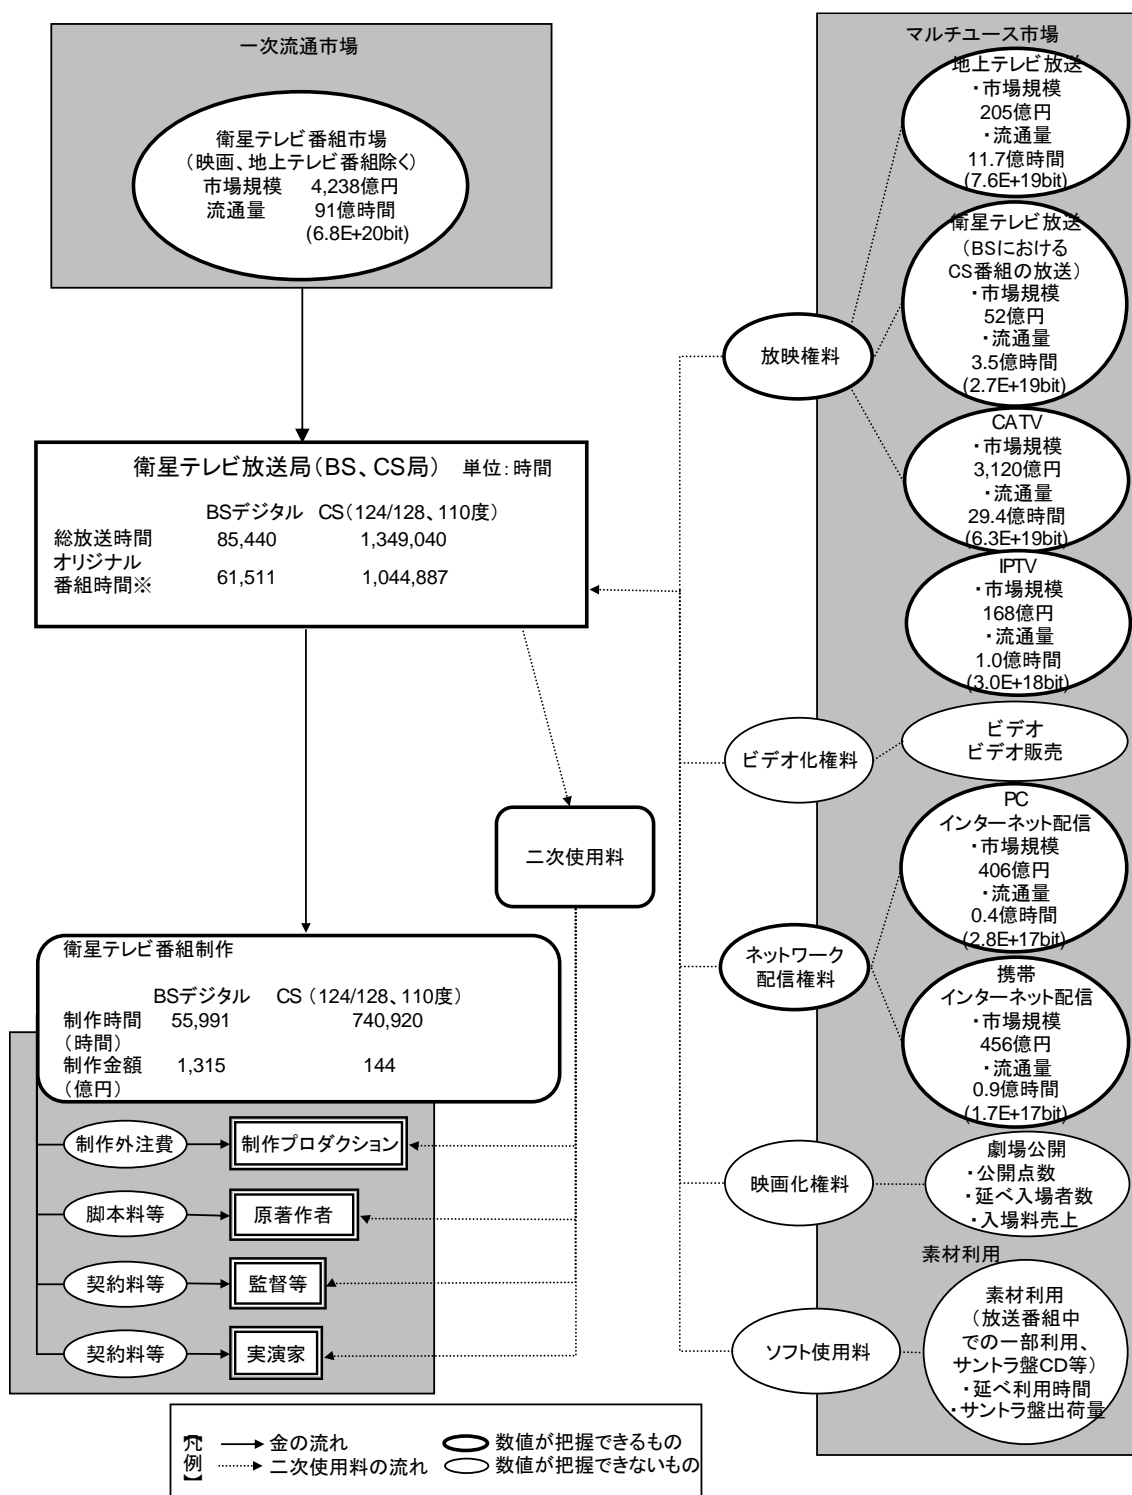 一次流通市場
衛星テレビ番組市場
（映画、地上テレビ番組除く）
市場規模　4,238億円
流通量　91億時間
(6.8E+20bit)
衛星テレビ放送局（BS、CS局）　単位：時間
BSデジタル　CS（124/128、110度）
総放送時間　85,440　1,349,040
オリジナル
番組時間※　61,511　1,044,887
二次使用料
衛星テレビ番組制作
BSデジタル　CS （124/128、110度）
制作時間　55,991　740,920
（時間）
制作金額　1,315　144
（億円）
制作外注費　制作プロダクション
脚本料等　原著作者
契約料等　監督等
契約料等　実演家
放映権料
ビデオ化権料
ネットワーク
配信権料
映画化権料
ソフト使用料
マルチユース市場
地上テレビ放送
・市場規模
205億円
・流通量
11.7億時間
(7.6E+19bit)
衛星テレビ放送
（BSにおける
CS番組の放送）
・市場規模
52億円
・流通量
3.5億時間
(2.7E+19bit)
CATV
・市場規模
3,120億円
・流通量
29.4億時間
(6.3E+19bit)
IPTV
・市場規模
168億円
・流通量
1.0億時間
(3.0E+18bit)
ビデオ
ビデオ販売
PC
インターネット配信
・市場規模
406億円
・流通量
0.4億時間
(2.8E+17bit)
携帯
インターネット配信
・市場規模
456億円
・流通量
0.9億時間
(1.7E+17bit)
劇場公開
・公開点数
・延べ入場者数
・入場料売上
素材利用
素材利用
（放送番組中
での一部利用、
サントラ盤CD等）
・延べ利用時間
・サントラ盤出荷量
【凡例】
金の流れ　数値が把握できるもの
二次使用料の流れ　数値が把握できないもの